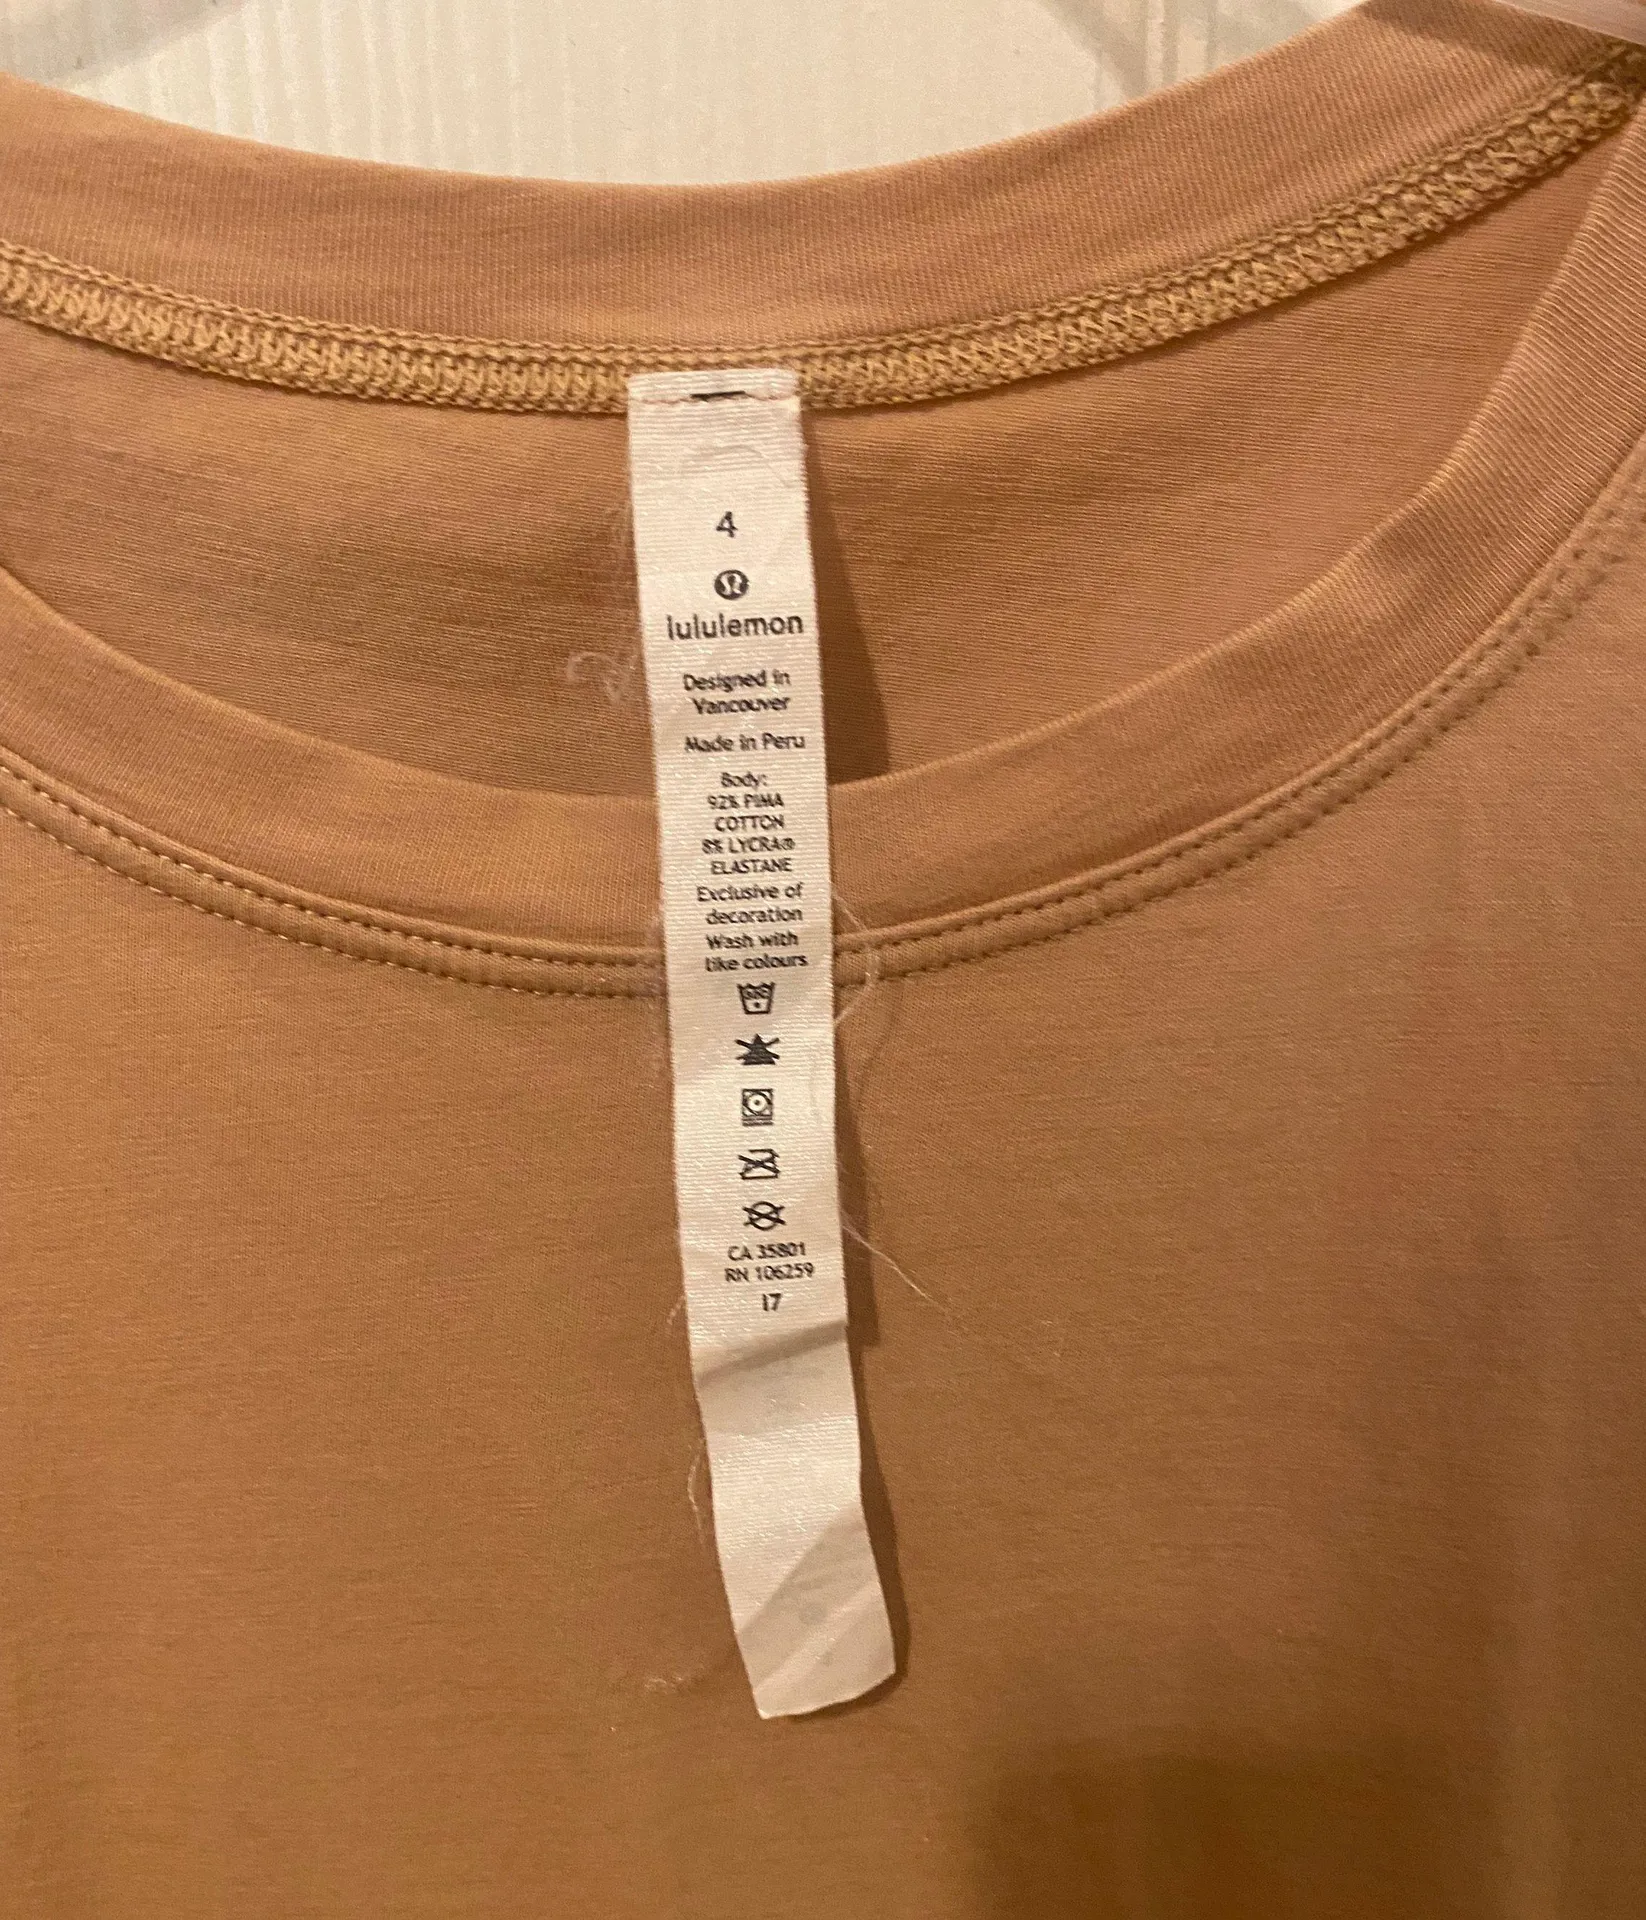 4
lululemon
Designed in
Vancouver
Made in Peru
Body:
92% PIMA
COTTON
8% LYCRA®
ELASTANE
Exclusive of
decoration
Wash with
like colours
CA 35801
RN 106259
I7